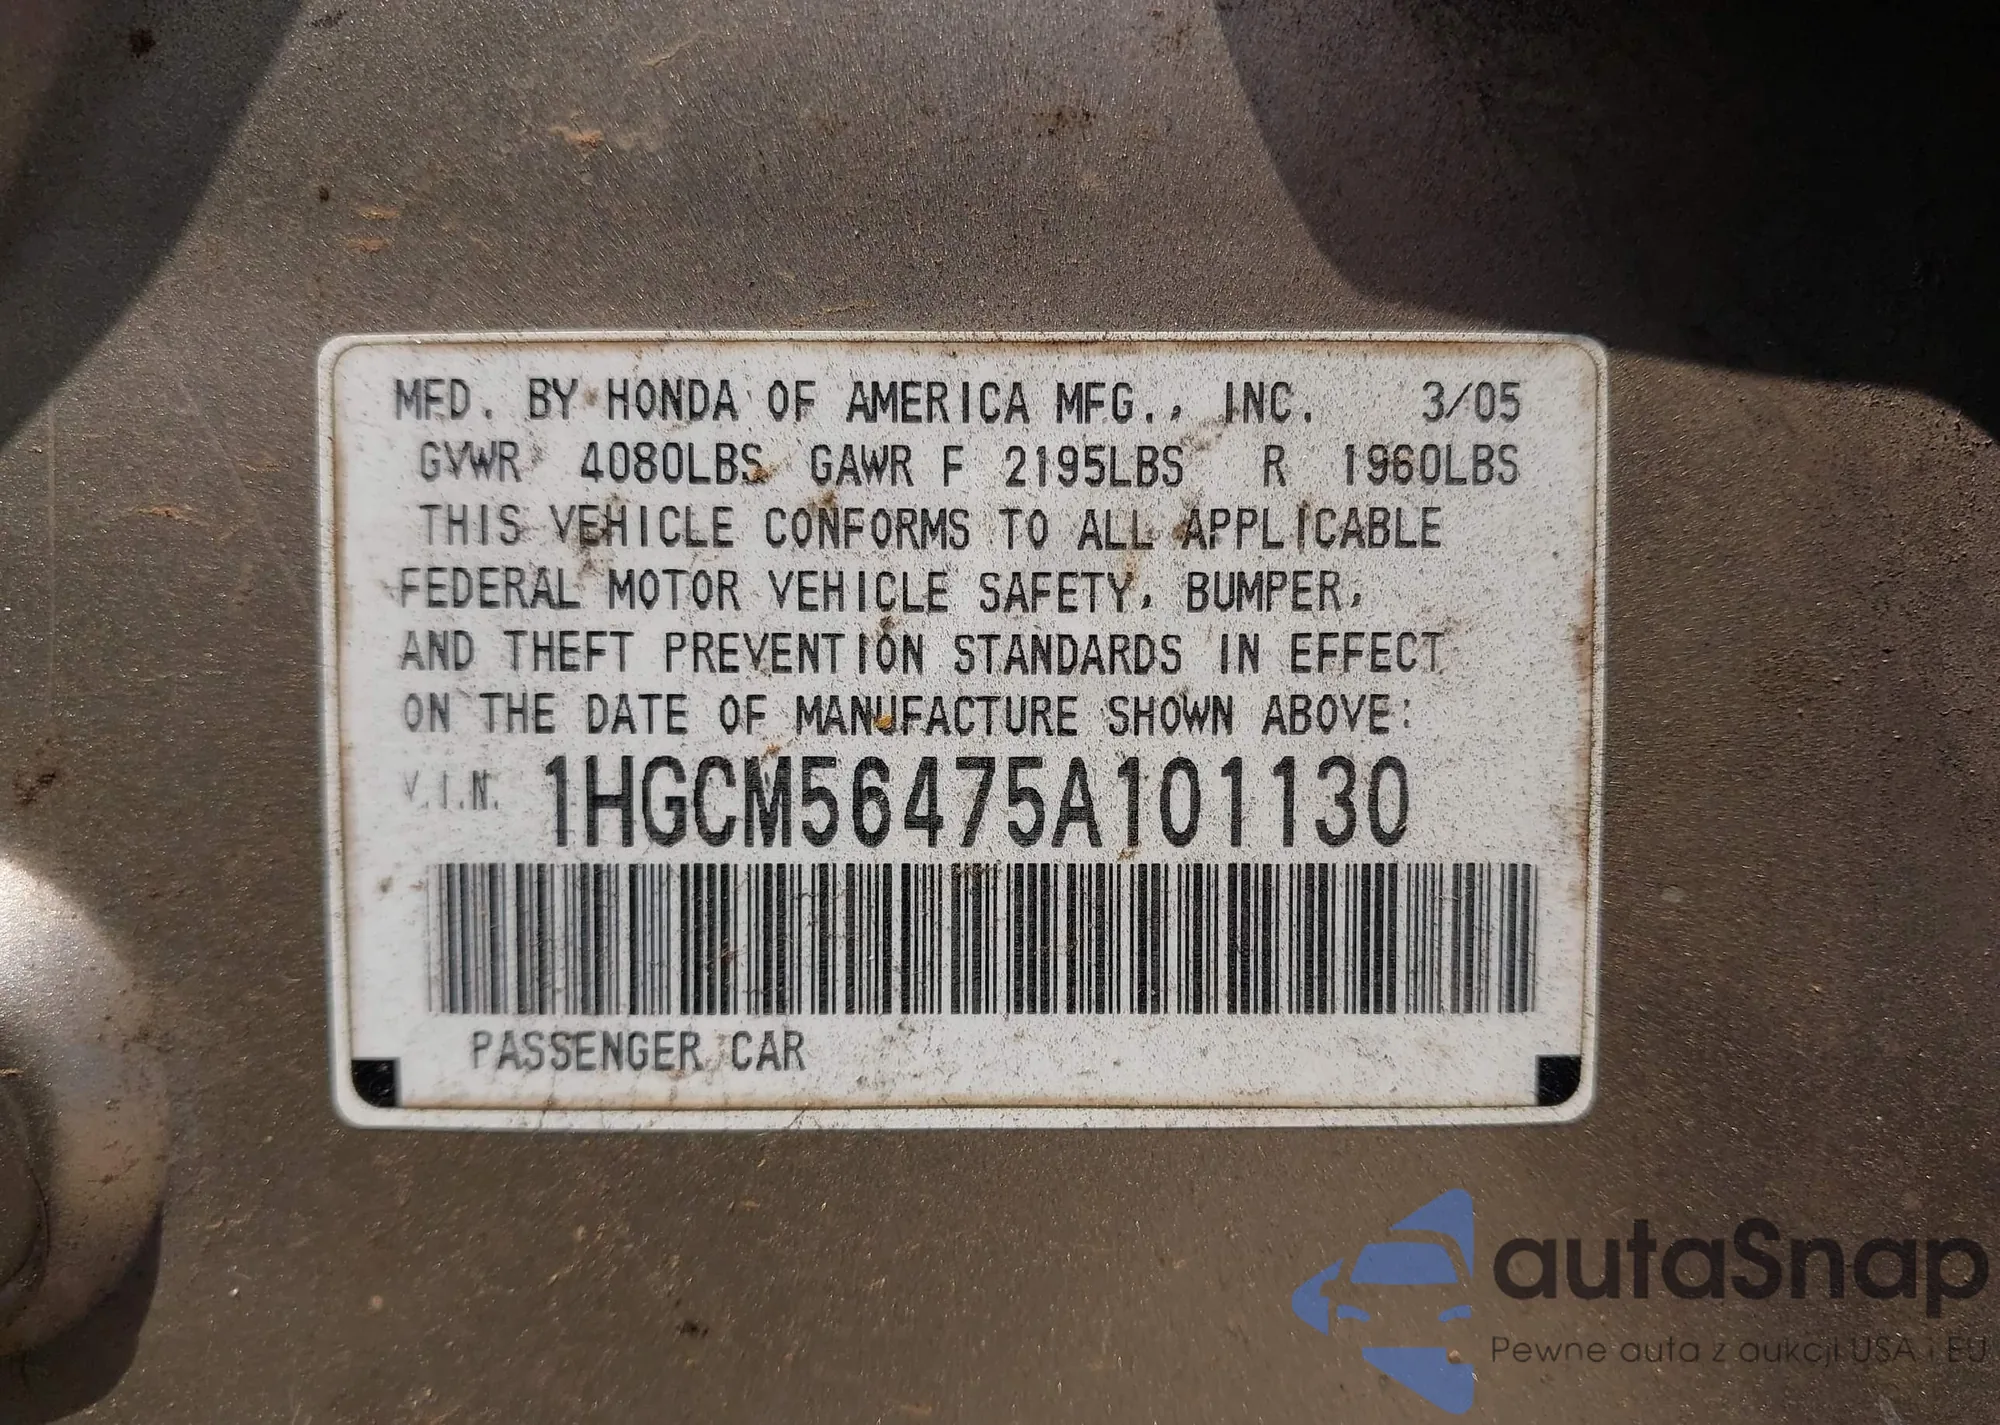 MFD. BY HONDA OF AMERICA MFG., INC. 3/05
GVWR 4080LBS GAWR F 2195LBS R 1960LBS
THIS VEHICLE CONFORMS TO ALL APPLICABLE
FEDERAL MOTOR VEHICLE SAFETY, BUMPER,
AND THEFT PREVENTION STANDARDS IN EFFECT
ON THE DATE OF MANUFACTURE SHOWN ABOVE:
V.I.N. 1HGCM56475A101130
PASSENGER CAR
autaSnap
Pewne auta z aukcji USA i EU